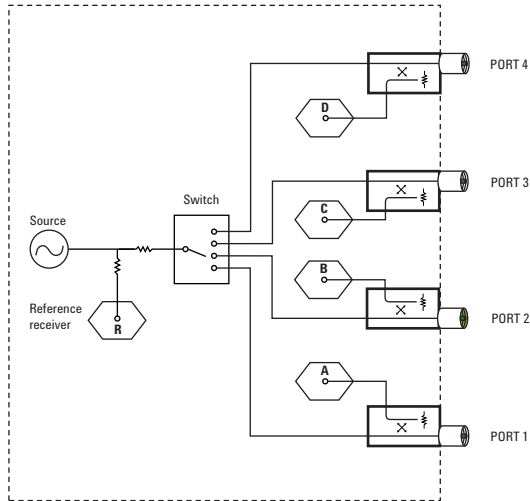 PORT 4
D
PORT 3
C
Switch
Source
B
Reference
receiver
R
PORT 2
A
PORT 1